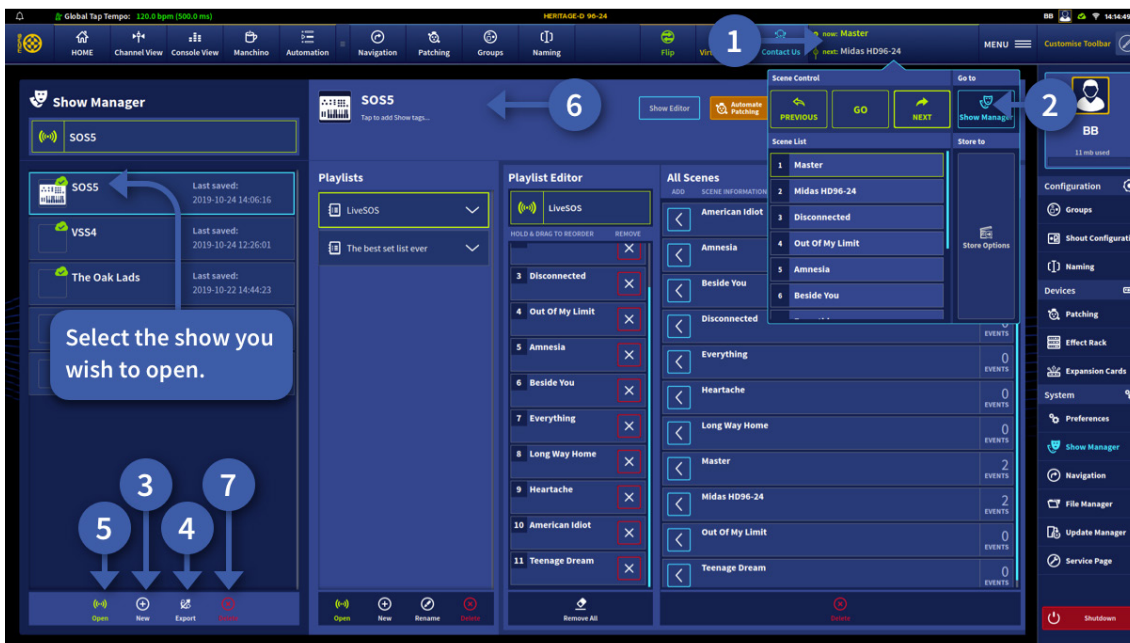 Global Tap Tempo: 120.0 bpm (500.0 ms)
HERITAGE-D 96-24
BB
14:14:49
HOME
Channel View
Console View
Manchino
Automation
Navigation
Patching
Groups
Naming
Flip
Contact Us
now: Master
next: Midas HD96-24
MENU
Customise Toolbar
1
Show Manager
SOS5
SOS5
Last saved:
2019-10-24 14:06:16
VSS4
Last saved:
2019-10-24 12:26:01
The Oak Lads
Last saved:
2019-10-22 14:44:23
Select the show you
wish to open.
3
7
5
4
Open
New
Export
SOS5
Tap to add Show tags...
6
Show Editor
Automate
Patching
Playlists
LiveSOS
The best set list ever
Open
New
Rename
Delete
Playlist Editor
LiveSOS
HOLD & DRAG TO REORDER
REMOVE
3 Disconnected
4 Out Of My Limit
5 Amnesia
6 Beside You
7 Everything
8 Long Way Home
9 Heartache
10 American Idiot
11 Teenage Dream
Remove All
All Scenes
ADD
SCENE INFORMATION
American Idiot
Amnesia
Beside You
Disconnected
EVENTS
Everything
0
EVENTS
Heartache
0
EVENTS
Long Way Home
0
EVENTS
Master
2
EVENTS
Midas HD96-24
2
EVENTS
Out Of My Limit
0
EVENTS
Teenage Dream
0
EVENTS
Delete
Scene Control
PREVIOUS
GO
NEXT
Go to
Show Manager
2
Scene List
1 Master
2 Midas HD96-24
3 Disconnected
4 Out Of My Limit
5 Amnesia
6 Beside You
Store to
Store Options
BB
11 mb used
Configuration
Groups
Shout Configurati
Naming
Devices
Patching
Effect Rack
Expansion Cards
System
Preferences
Show Manager
Navigation
File Manager
Update Manager
Service Page
Shutdown